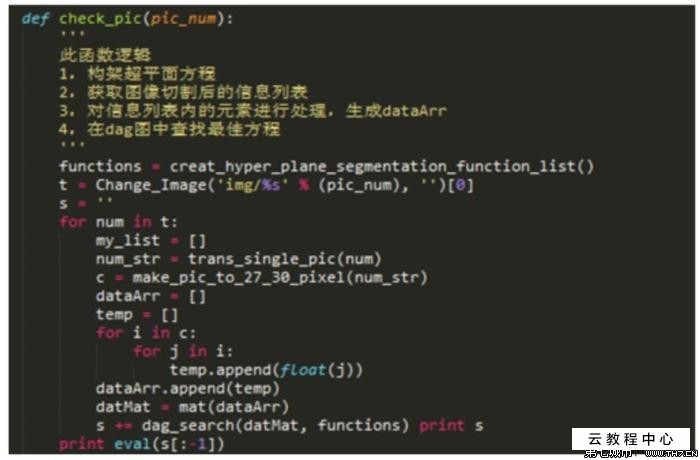 def check_pic(pic_num):
    '''
    此函数逻辑
    1, 构架超平面方程
    2, 获取图像切割后的信息列表
    3, 对信息列表内的元素进行处理, 生成dataArr
    4, 在dag图中查找最佳方程
    '''
    functions = creat_hyper_plane_segmentation_function_list()
    t = Change_Image('img/%s' % (pic_num), '')[0]
    s = ''
    for num in t:
        my_list = []
        num_str = trans_single_pic(num)
        c = make_pic_to_27_30_pixel(num_str)
        dataArr = []
        temp = []
        for i in c:
            for j in i:
                temp.append(float(j))
        dataArr.append(temp)
        datMat = mat(dataArr)
        s += dag_search(datMat, functions) print s
    print eval(s[:-1])
云教程中心